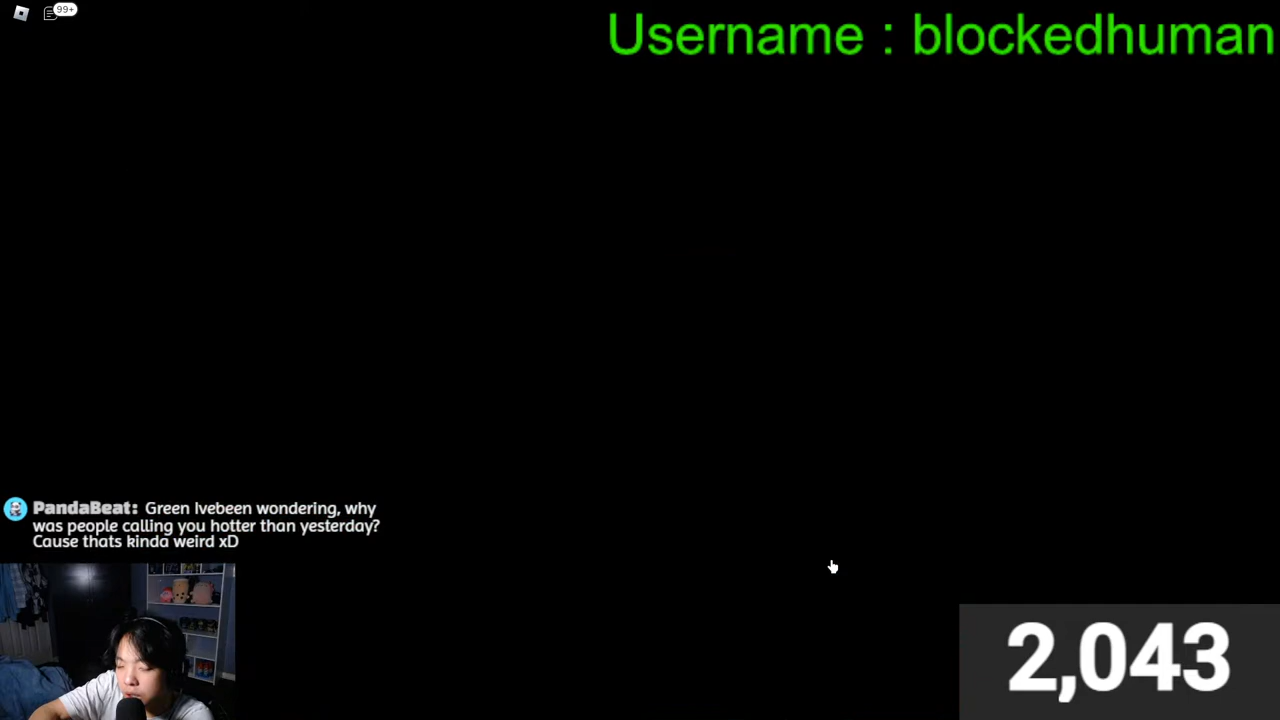 99+
Username : blockedhuman
PandaBeat: Green Ivebeen wondering, why
was people calling you hotter than yesterday?
Cause thats kinda weird xD
2,043